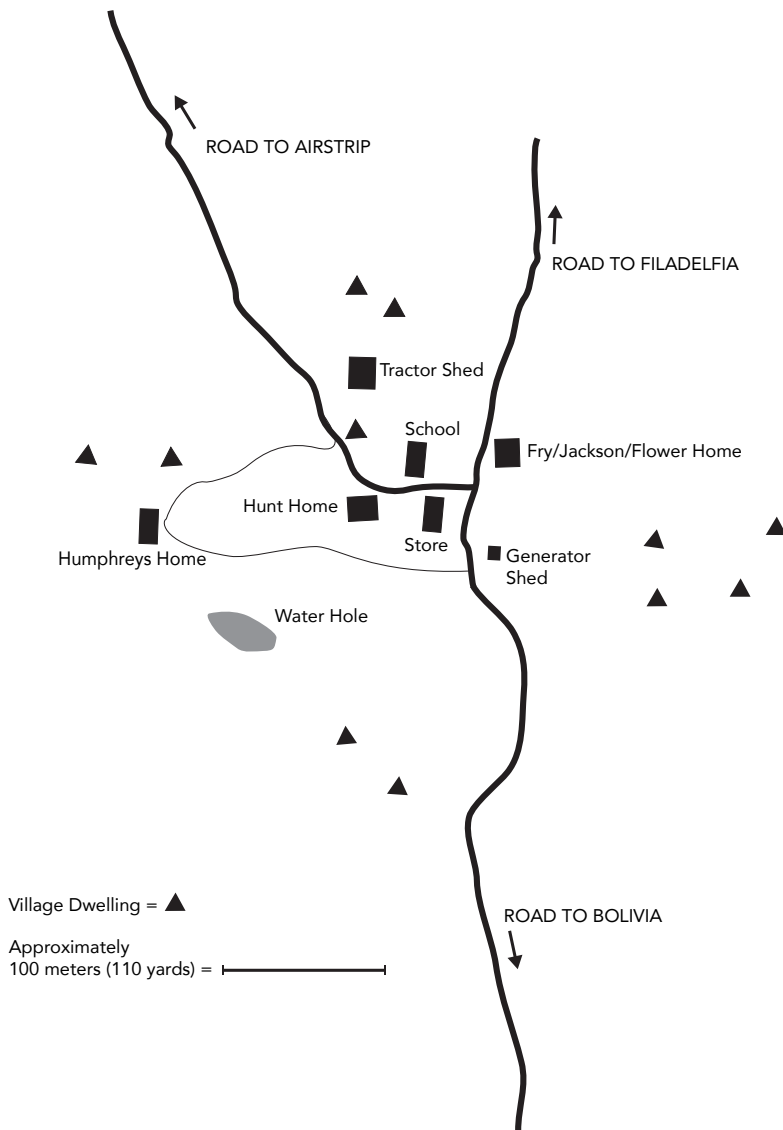 ROAD TO AIRSTRIP
ROAD TO FILADELFIA
Tractor Shed
School
Fry/Jackson/Flower Home
Hunt Home
Store
Generator
Shed
Humphreys Home
Water Hole
Village Dwelling =
ROAD TO BOLIVIA
Approximately
100 meters (110 yards) =